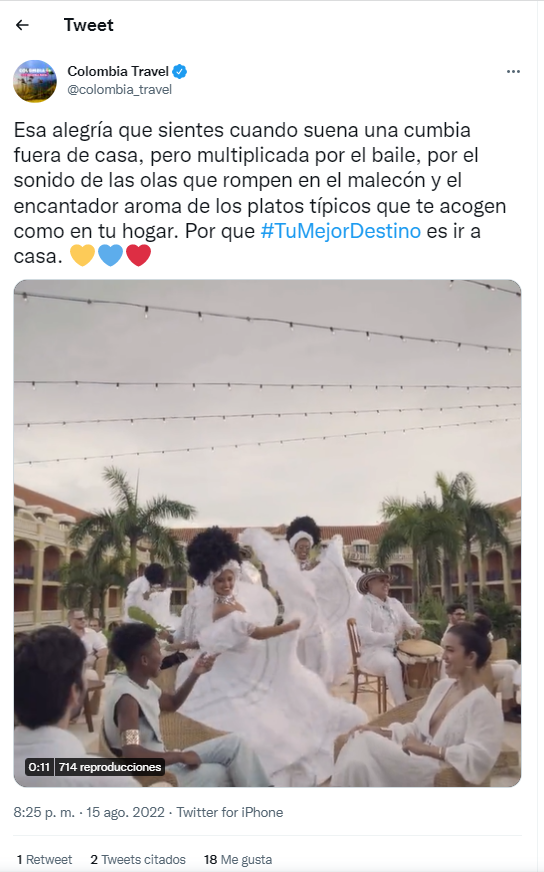 Tweet
Colombia Travel
@colombia_travel
Esa alegría que sientes cuando suena una cumbia
fuera de casa, pero multiplicada por el baile, por el
sonido de las olas que rompen en el malecón y el
encantador aroma de los platos típicos que te acogen
como en tu hogar. Por que #TuMejorDestino es ir a
casa. 💛💙❤️
0:11 714 reproducciones
8:25 p. m. · 15 ago. 2022 · Twitter for iPhone
1 Retweet 2 Tweets citados 18 Me gusta